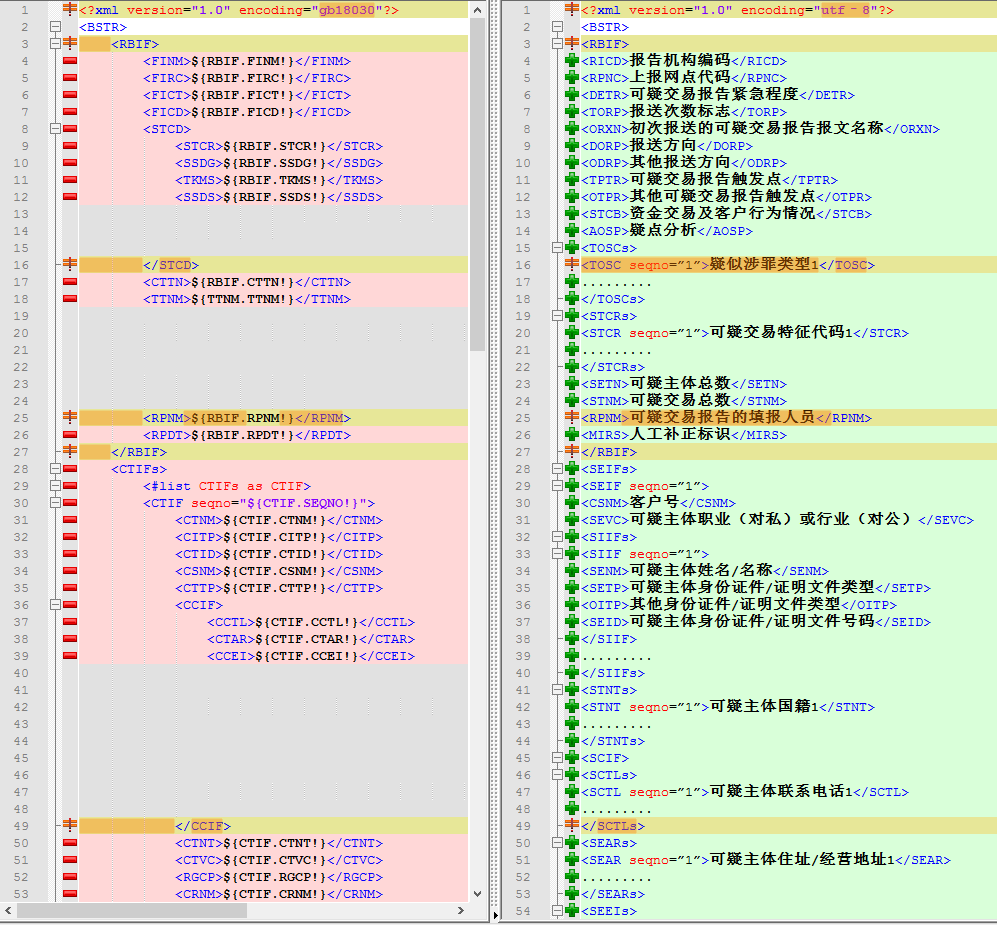 1 <?xml version="1.0" encoding="gb18030"?>
2 <BSTR>
3 <RBIF>
4 <FINM>${RBIF.FINM!}</FINM>
5 <FIRC>${RBIF.FIRC!}</FIRC>
6 <FICT>${RBIF.FICT!}</FICT>
7 <FICD>${RBIF.FICD!}</FICD>
8 <STCD>
9 <STCR>${RBIF.STCR!}</STCR>
10 <SSDG>${RBIF.SSDG!}</SSDG>
11 <TKMS>${RBIF.TKMS!}</TKMS>
12 <SSDS>${RBIF.SSDS!}</SSDS>
13
14
15
16 </STCD>
17 <CTTN>${RBIF.CTTN!}</CTTN>
18 <TTNM>${TTNM.TTNM!}</TTNM>
19
20
21
22
23
24
25 <RPNM>${RBIF.RPNM!}</RPNM>
26 <RPDT>${RBIF.RPDT!}</RPDT>
27 </RBIF>
28 <CTIFs>
29 <#list CTIFs as CTIF>
30 <CTIF seqno="${CTIF.SEQNO!}">
31 <CTNM>${CTIF.CTNM!}</CTNM>
32 <CITP>${CTIF.CITP!}</CITP>
33 <CTID>${CTIF.CTID!}</CTID>
34 <CSNM>${CTIF.CSNM!}</CSNM>
35 <CTTP>${CTIF.CTTP!}</CTTP>
36 <CCIF>
37 <CCTL>${CTIF.CCTL!}</CCTL>
38 <CTAR>${CTIF.CTAR!}</CTAR>
39 <CCEI>${CTIF.CCEI!}</CCEI>
40
41
42
43
44
45
46
47
48
49 </CCIF>
50 <CTNT>${CTIF.CTNT!}</CTNT>
51 <CTVC>${CTIF.CTVC!}</CTVC>
52 <RGCP>${CTIF.RGCP!}</RGCP>
53 <CRNM>${CTIF.CRNM!}</CRNM>
1 <?xml version="1.0" encoding="utf－8"?>
2 <BSTR>
3 <RBIF>
4 <RICD>报告机构编码</RICD>
5 <RPNC>上报网点代码</RPNC>
6 <DETR>可疑交易报告紧急程度</DETR>
7 <TORP>报送次数标志</TORP>
8 <ORXN>初次报送的可疑交易报告报文名称</ORXN>
9 <DORP>报送方向</DORP>
10 <ODRP>其他报送方向</ODRP>
11 <TPTR>可疑交易报告触发点</TPTR>
12 <OTPR>其他可疑交易报告触发点</OTPR>
13 <STCB>资金交易及客户行为情况</STCB>
14 <AOSP>疑点分析</AOSP>
15 <TOSCs>
16 <TOSC seqno=”1”>疑似涉罪类型1</TOSC>
17 .........
18 </TOSCs>
19 <STCRs>
20 <STCR seqno=”1”>可疑交易特征代码1</STCR>
21 .........
22 </STCRs>
23 <SETN>可疑主体总数</SETN>
24 <STNM>可疑交易总数</STNM>
25 <RPNM>可疑交易报告的填报人员</RPNM>
26 <MIRS>人工补正标识</MIRS>
27 </RBIF>
28 <SEIFs>
29 <SEIF seqno=”1”>
30 <CSNM>客户号</CSNM>
31 <SEVC>可疑主体职业（对私）或行业（对公）</SEVC>
32 <SIIFs>
33 <SIIF seqno=”1”>
34 <SENM>可疑主体姓名/名称</SENM>
35 <SETP>可疑主体身份证件/证明文件类型</SETP>
36 <OITP>其他身份证件/证明文件类型</OITP>
37 <SEID>可疑主体身份证件/证明文件号码</SEID>
38 </SIIF>
39 .........
40 </SIIFs>
41 <STNTs>
42 <STNT seqno=”1”>可疑主体国籍1</STNT>
43 .........
44 </STNTs>
45 <SCIF>
46 <SCTLs>
47 <SCTL seqno=”1”>可疑主体联系电话1</SCTL>
48 .........
49 </SCTLs>
50 <SEARs>
51 <SEAR seqno=”1”>可疑主体住址/经营地址1</SEAR>
52 .........
53 </SEARs>
54 <SEEIs>